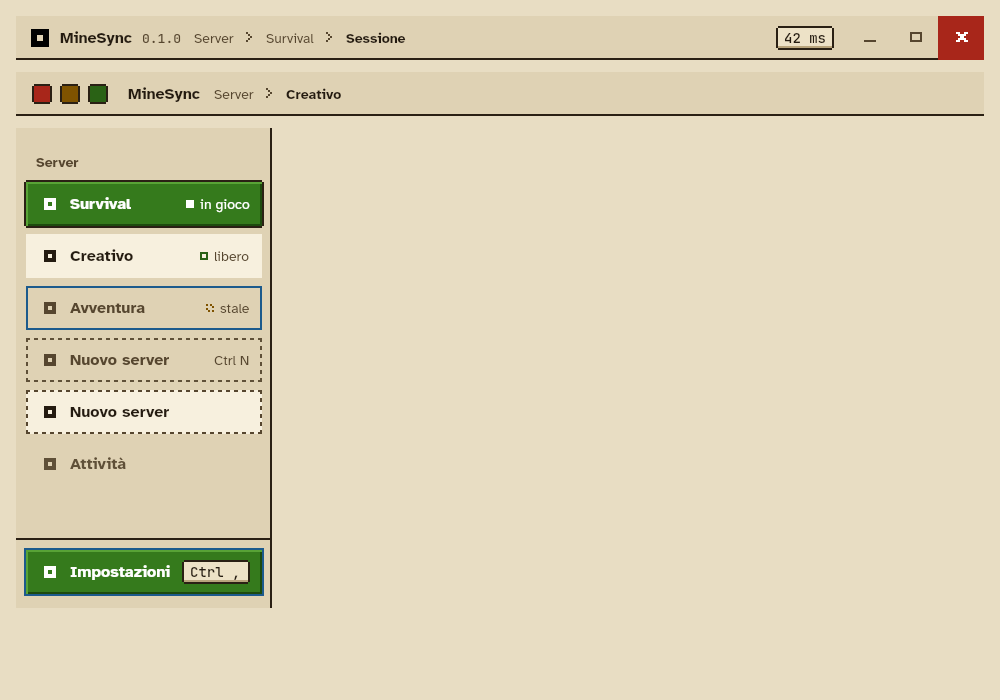 MineSync 0.1.0 Server Survival Sessione 42 ms
MineSync Server Creativo
Server
Survival in gioco
Creativo libero
Avventura stale
Nuovo server Ctrl N
Nuovo server
Attività
Impostazioni Ctrl ,